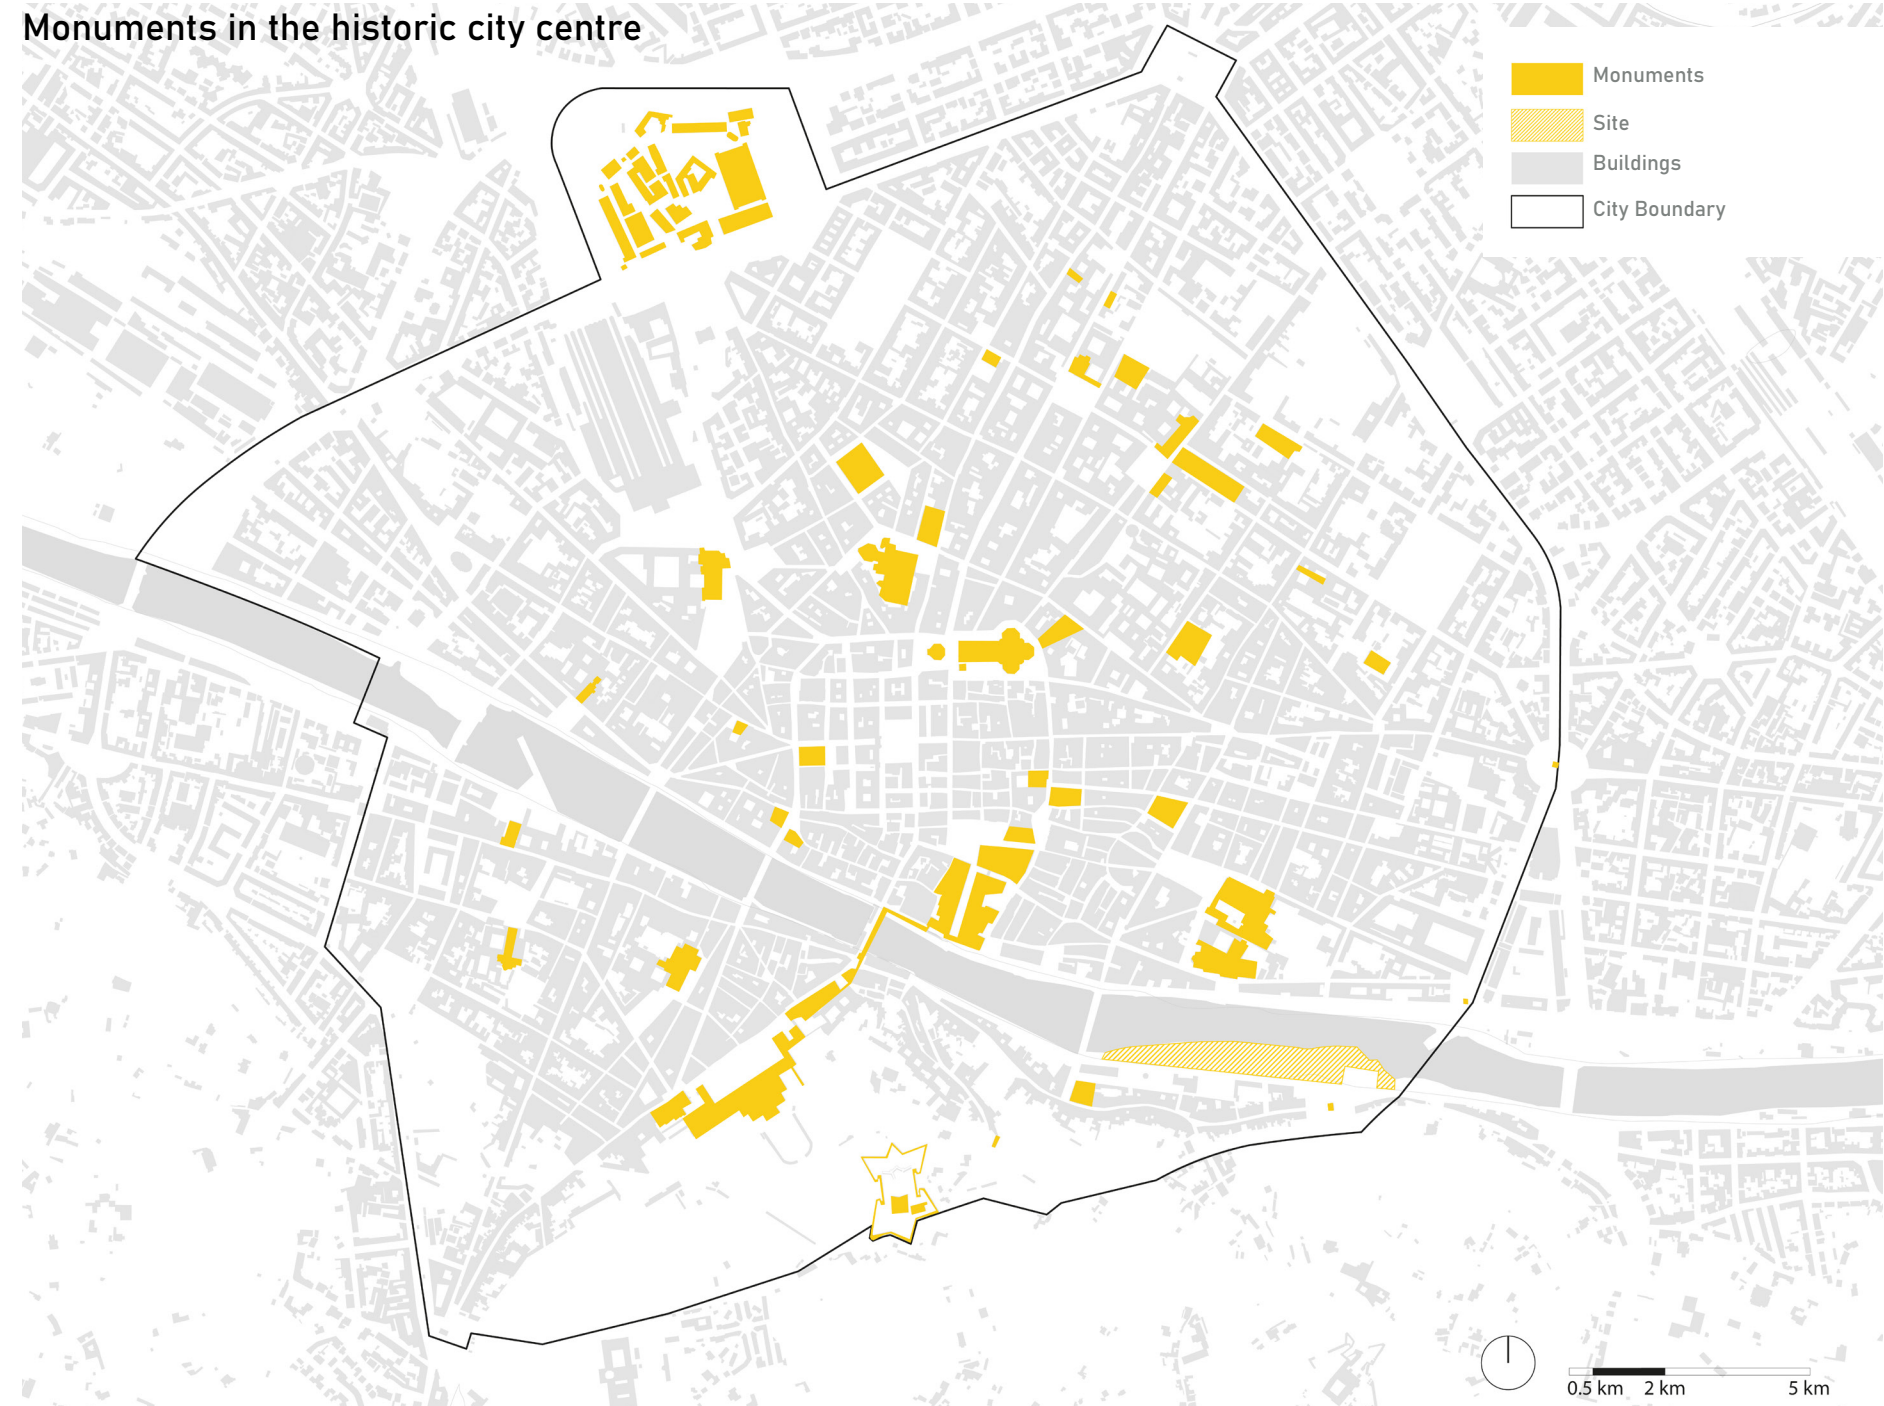 Monuments in the historic city centre
Monuments
Site
Buildings
City Boundary
0.5 km 2 km 5 km